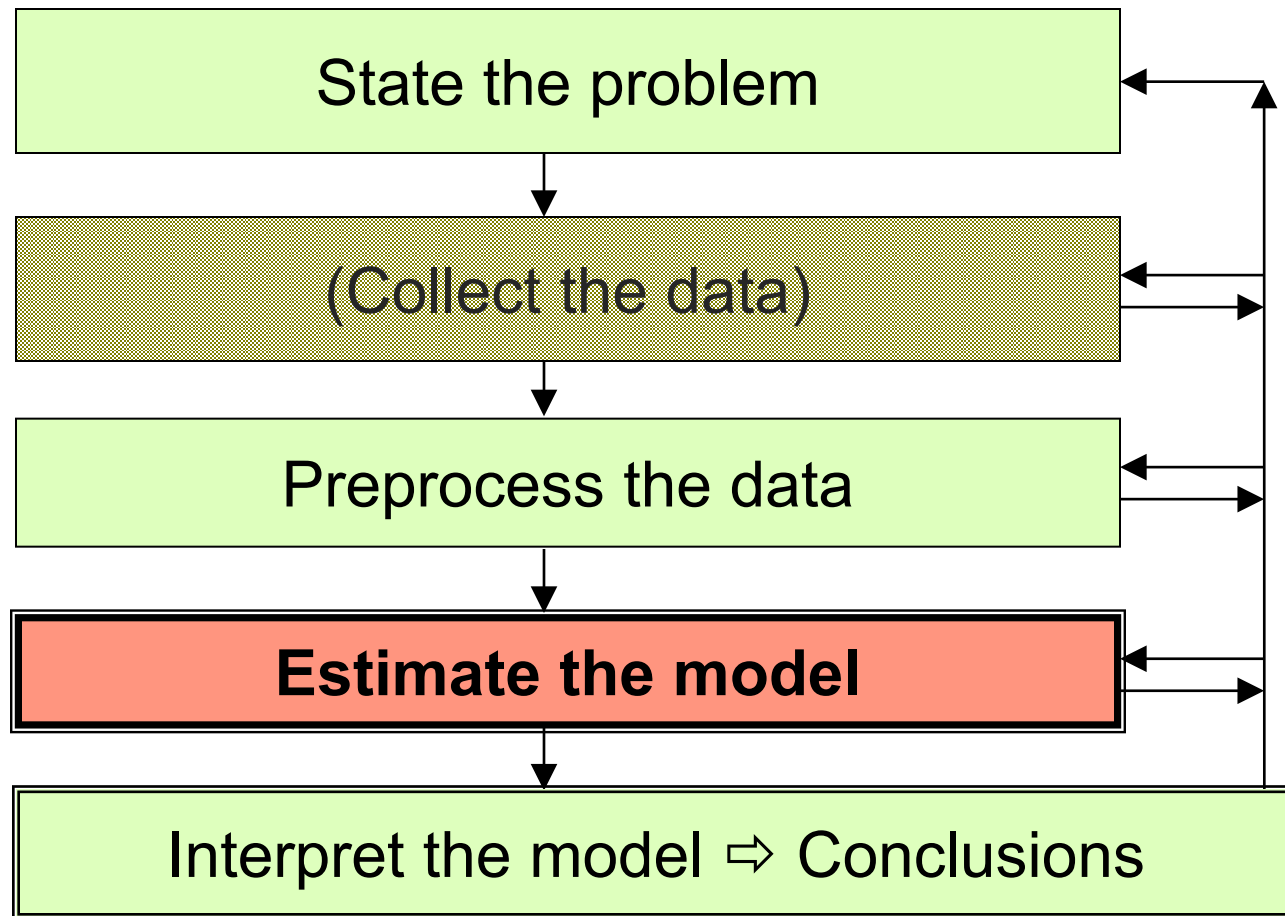 State the problem
(Collect the data)
Preprocess the data
Estimate the model
Interpret the model ⇨ Conclusions